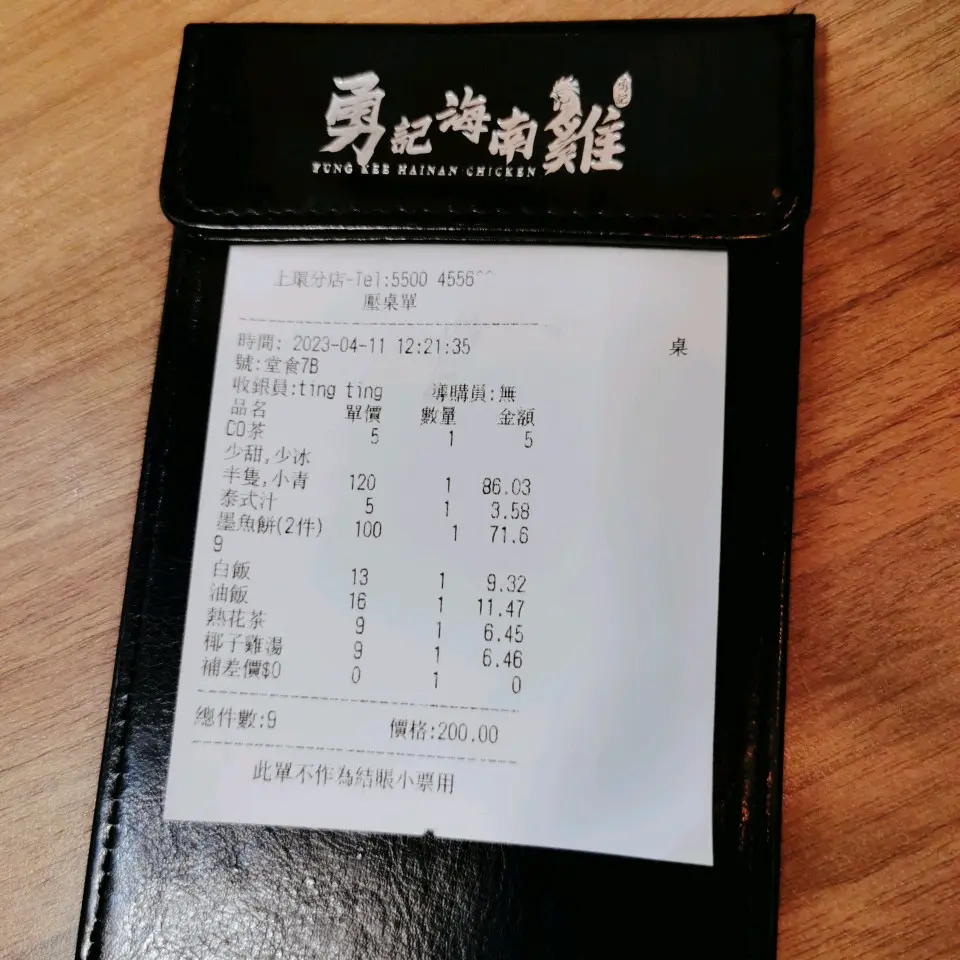 勇記海南雞
勇記
YUNG KEE HAINAN CHICKEN
上環分店-Tel:5500 4556^^
壓桌單
時間: 2023-04-11 12:21:35 桌
號:堂食7B
收銀員:ting ting 導購員:無
品名 單價 數量 金額
CD茶 5 1 5
少甜,少冰
半隻,小青 120 1 86.03
泰式汁 5 1 3.58
墨魚餅(2件) 100 1 71.6
9
白飯 13 1 9.32
油飯 16 1 11.47
熱花茶 9 1 6.45
椰子雞湯 9 1 6.46
補差價$0 0 1 0
總件數:9 價格:200.00
此單不作為結賬小票用